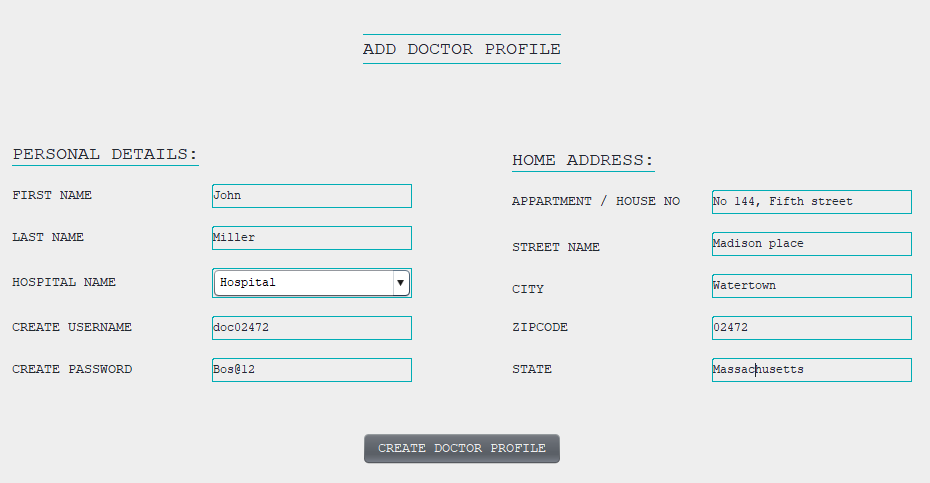 ADD DOCTOR PROFILE
PERSONAL DETAILS:
FIRST NAME John
LAST NAME Miller
HOSPITAL NAME Hospital
CREATE USERNAME doc02472
CREATE PASSWORD Bos@12
HOME ADDRESS:
APPARTMENT / HOUSE NO No 144, Fifth street
STREET NAME Madison place
CITY Watertown
ZIPCODE 02472
STATE Massachusetts
CREATE DOCTOR PROFILE